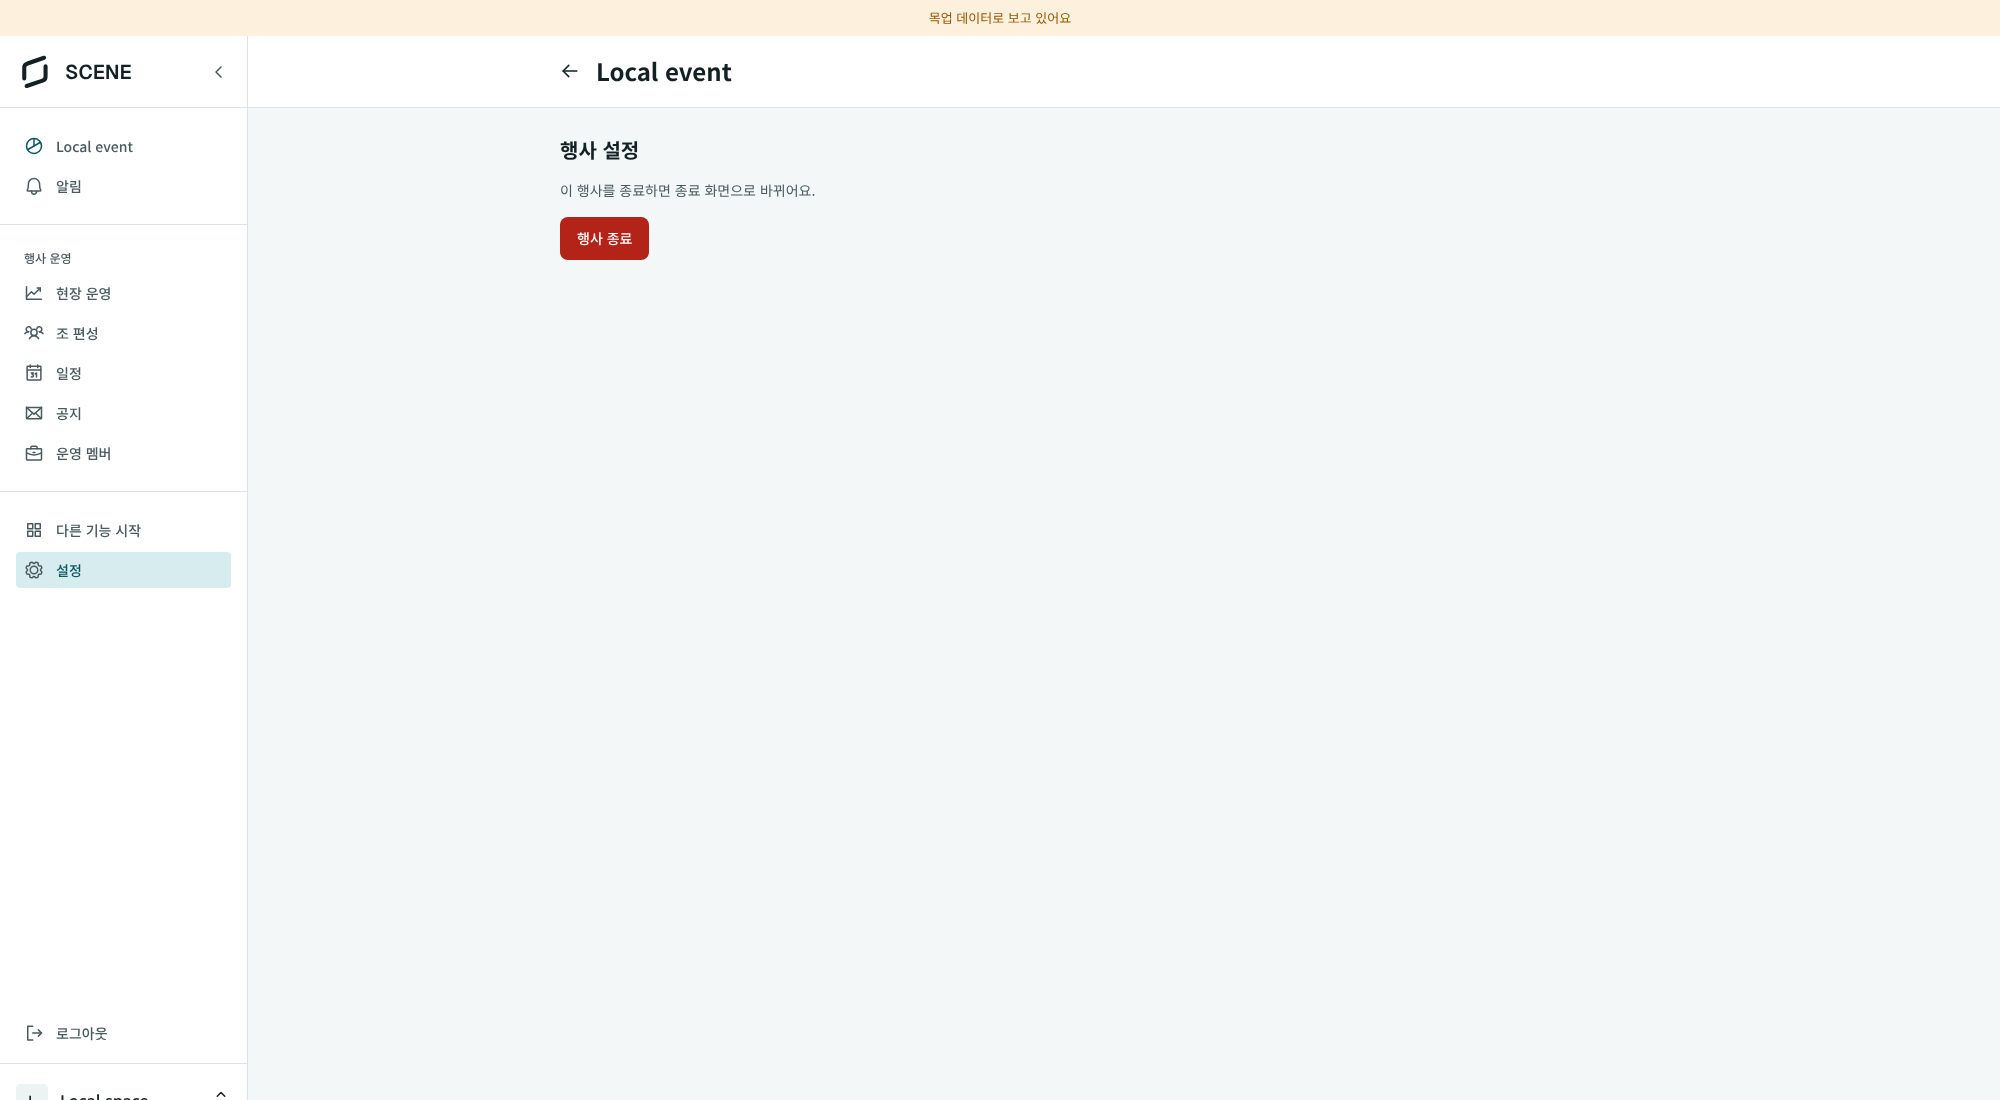 목업 데이터로 보고 있어요
SCENE
Local event
Local event
알림
행사 운영
현장 운영
조 편성
일정
공지
운영 멤버
다른 기능 시작
설정
행사 설정
이 행사를 종료하면 종료 화면으로 바뀌어요.
행사 종료
로그아웃
Local space